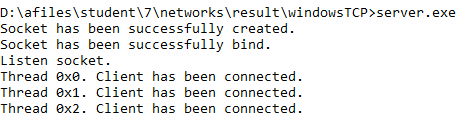 D:\afiles\student\7\networks\result\windowsTCP>server.exe
Socket has been successfully created.
Socket has been successfully bind.
Listen socket.
Thread 0x0. Client has been connected.
Thread 0x1. Client has been connected.
Thread 0x2. Client has been connected.